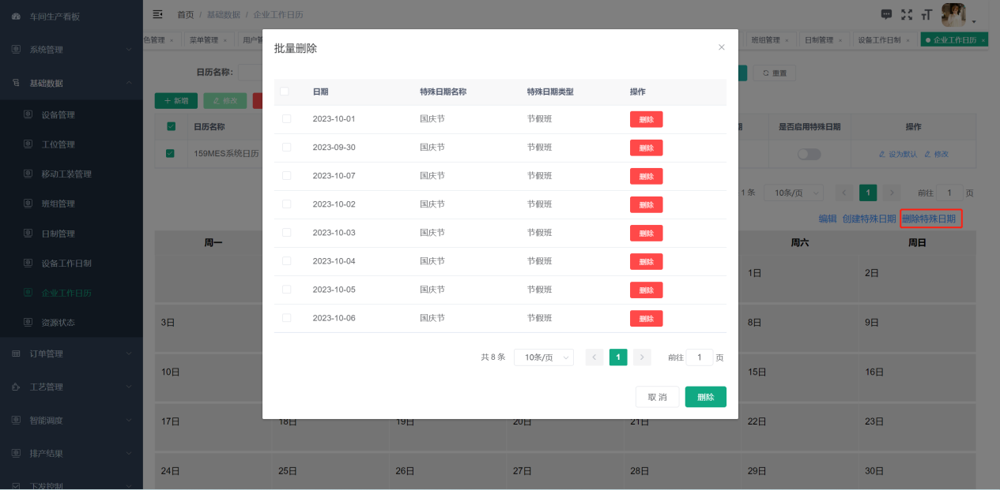 车间生产看板
系统管理
基础数据
设备管理
工位管理
移动工装管理
班组管理
日制管理
设备工作日制
企业工作日历
资源状态
订单管理
工艺管理
智能调度
排产结果
下发控制
首页 / 基础数据 / 企业工作日历
色管理 × 菜单管理 × 用户管
班组管理 × 日制管理 × 设备工作日制 × 企业工作日历 ×
日历名称：
重置
+ 新增 修改
日历名称
是否启用特殊日期 操作
159MES系统日历
设为默认 修改
1 条 10条/页 1 前往 1 页
编辑 创建特殊日期 删除特殊日期
周一 周六 周日
1日 2日
3日 8日 9日
10日 15日 16日
17日 18日 19日 20日 21日 22日 23日
24日 25日 26日 27日 28日 29日 30日
批量删除
日期 特殊日期名称 特殊日期类型 操作
2023-10-01 国庆节 节假班 删除
2023-09-30 国庆节 节假班 删除
2023-10-07 国庆节 节假班 删除
2023-10-02 国庆节 节假班 删除
2023-10-03 国庆节 节假班 删除
2023-10-04 国庆节 节假班 删除
2023-10-05 国庆节 节假班 删除
2023-10-06 国庆节 节假班 删除
共 8 条 10条/页 1 前往 1 页
取 消 删除